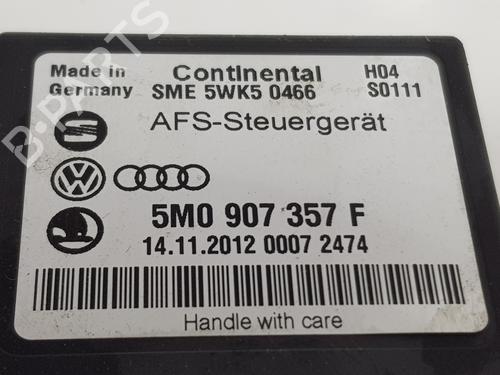 Made in Continental H04
Germany SME 5WK5 0466 S0111
AFS-Steuergerät
5M0 907 357 F
14.11.2012 0007 2474
Handle with care
B-PARTS